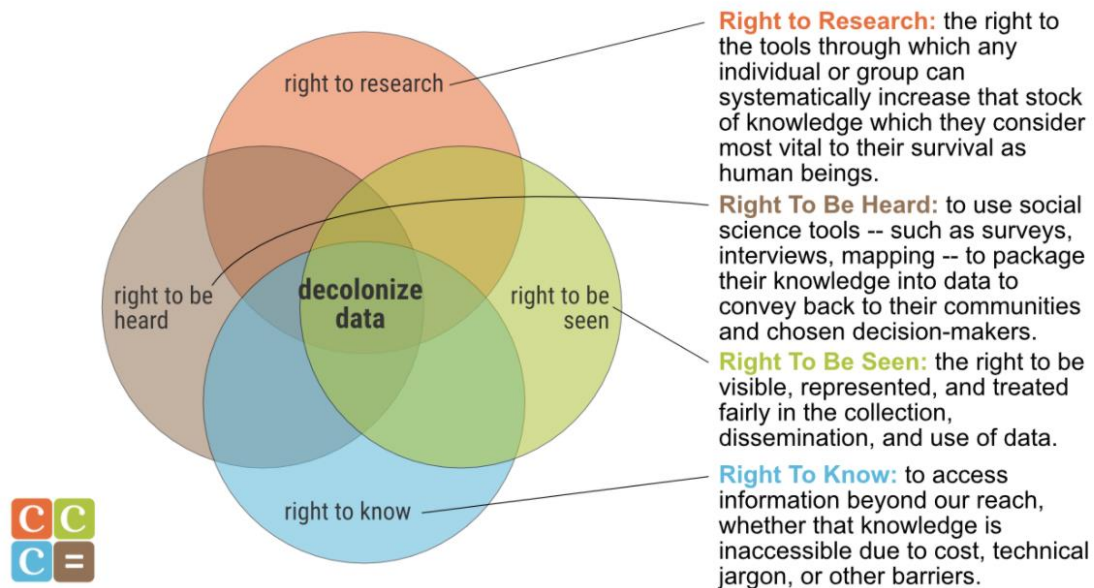 right to research
right to be
heard
decolonize
data
right to be
seen
right to know
Right to Research: the right to
the tools through which any
individual or group can
systematically increase that stock
of knowledge which they consider
most vital to their survival as
human beings.
Right To Be Heard: to use social
science tools -- such as surveys,
interviews, mapping -- to package
their knowledge into data to
convey back to their communities
and chosen decision-makers.
Right To Be Seen: the right to be
visible, represented, and treated
fairly in the collection,
dissemination, and use of data.
Right To Know: to access
information beyond our reach,
whether that knowledge is
inaccessible due to cost, technical
jargon, or other barriers.
C C
C =